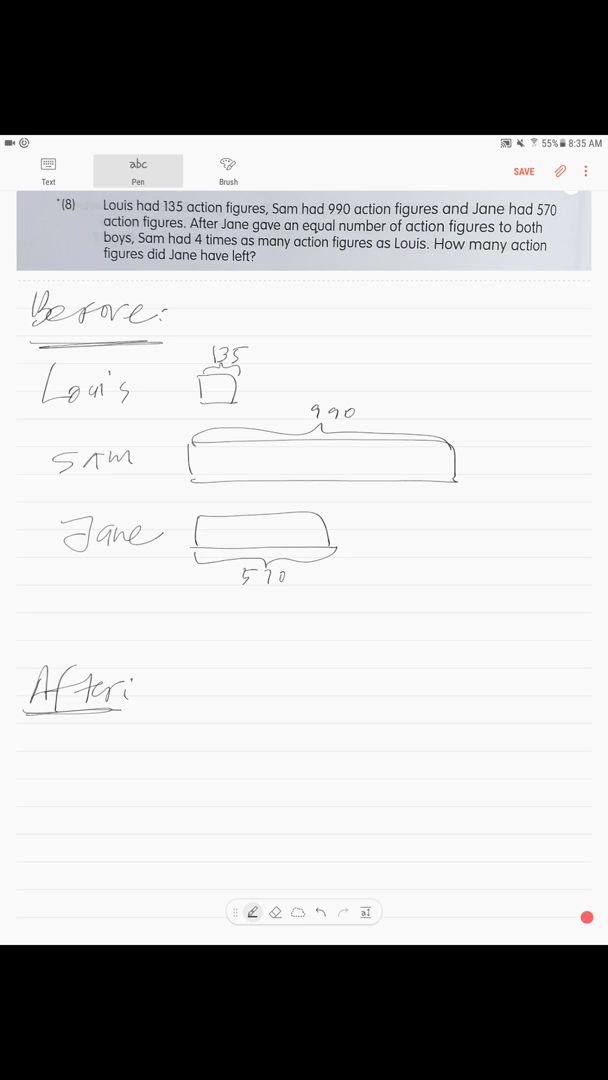 55% 8:35 AM
Text
abc
Pen
Brush
SAVE
*(8) Louis had 135 action figures, Sam had 990 action figures and Jane had 570
action figures. After Jane gave an equal number of action figures to both
boys, Sam had 4 times as many action figures as Louis. How many action
figures did Jane have left?
Before:
135
Louis
990
SAM
Jane
570
After: